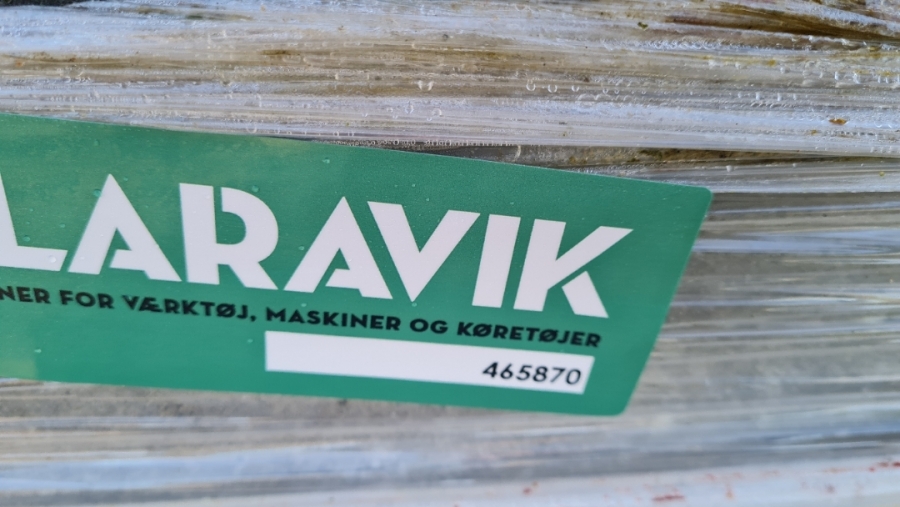 LARAVIK
NER FOR VÆRKTØJ, MASKINER OG KØRETØJER
465870